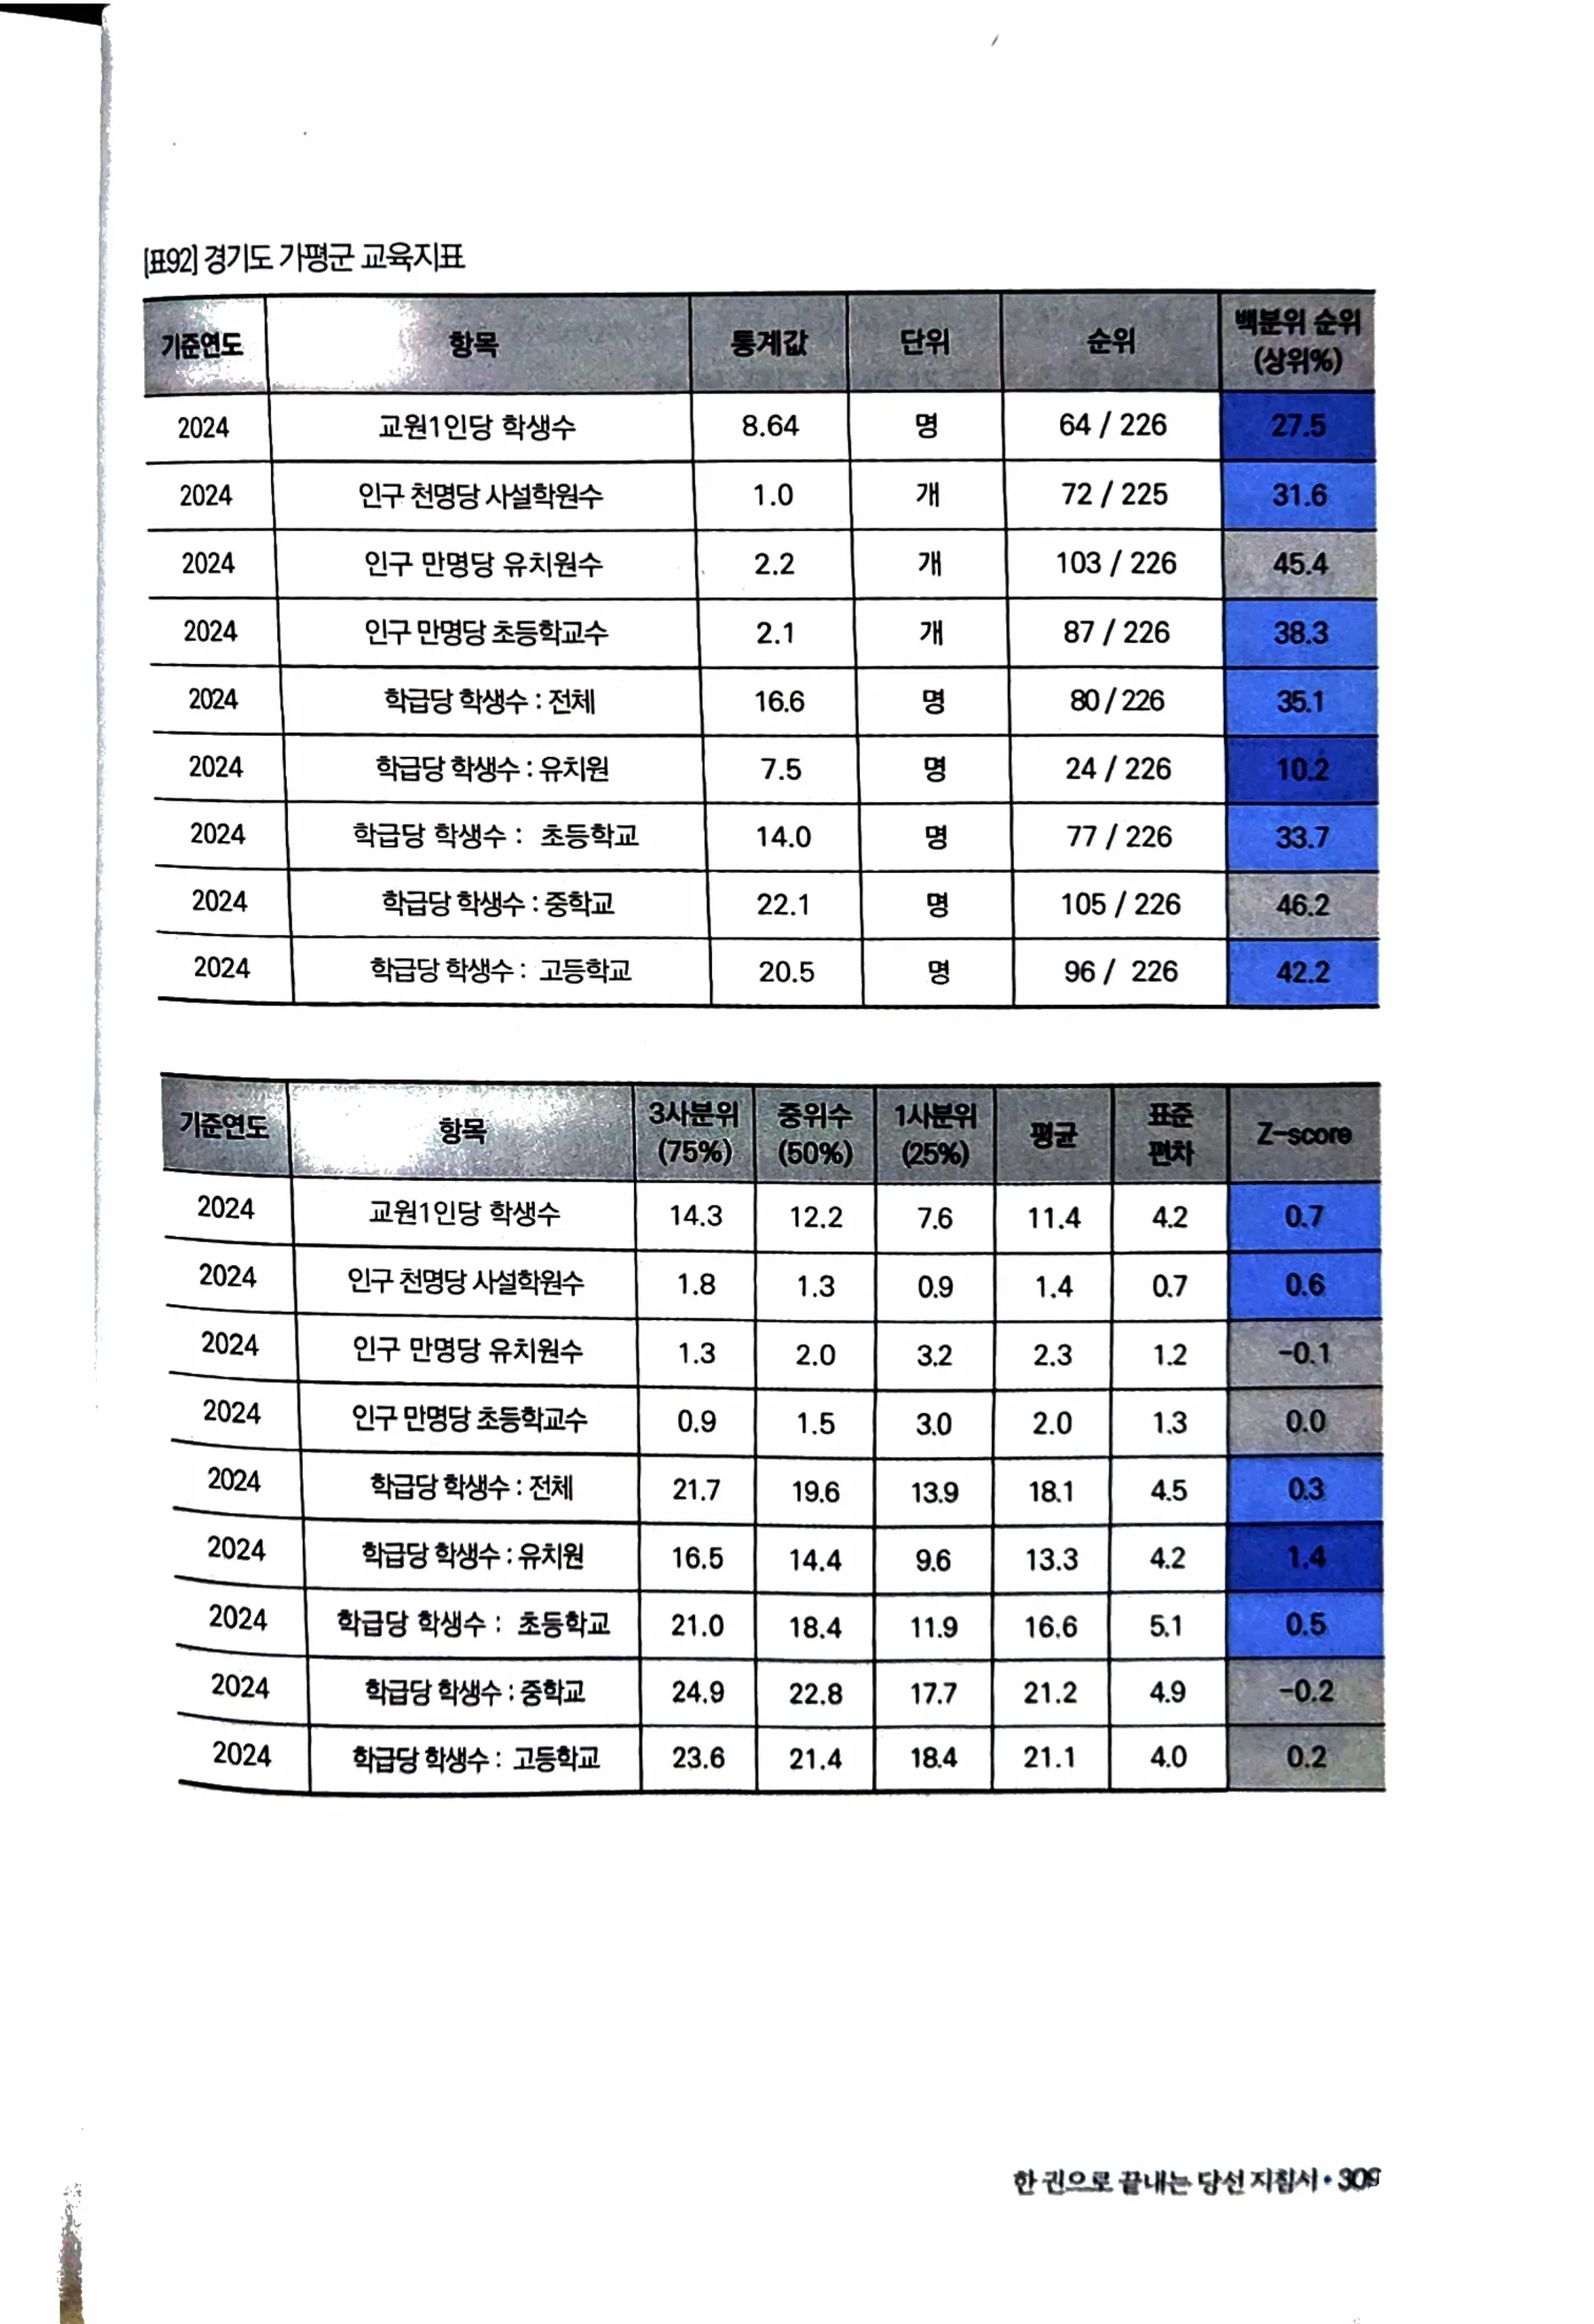 [표92] 경기도 가평군 교육지표
기준연도 항목 통계값 단위 순위 백분위 순위 (상위%)
2024 교원1인당 학생수 8.64 명 64 / 226 27.5
2024 인구 천명당 사설학원수 1.0 개 72 / 225 31.6
2024 인구 만명당 유치원수 2.2 개 103 / 226 45.4
2024 인구 만명당 초등학교수 2.1 개 87 / 226 38.3
2024 학급당 학생수 : 전체 16.6 명 80 / 226 35.1
2024 학급당 학생수 : 유치원 7.5 명 24 / 226 10.2
2024 학급당 학생수 : 초등학교 14.0 명 77 / 226 33.7
2024 학급당 학생수 : 중학교 22.1 명 105 / 226 46.2
2024 학급당 학생수 : 고등학교 20.5 명 96 / 226 42.2
기준연도 항목 3사분위 (75%) 중위수 (50%) 1사분위 (25%) 평균 표준 편차 Z-score
2024 교원1인당 학생수 14.3 12.2 7.6 11.4 4.2 0.7
2024 인구 천명당 사설학원수 1.8 1.3 0.9 1.4 0.7 0.6
2024 인구 만명당 유치원수 1.3 2.0 3.2 2.3 1.2 -0.1
2024 인구 만명당 초등학교수 0.9 1.5 3.0 2.0 1.3 0.0
2024 학급당 학생수 : 전체 21.7 19.6 13.9 18.1 4.5 0.3
2024 학급당 학생수 : 유치원 16.5 14.4 9.6 13.3 4.2 1.4
2024 학급당 학생수 : 초등학교 21.0 18.4 11.9 16.6 5.1 0.5
2024 학급당 학생수 : 중학교 24.9 22.8 17.7 21.2 4.9 -0.2
2024 학급당 학생수 : 고등학교 23.6 21.4 18.4 21.1 4.0 0.2
한 권으로 끝내는 당선 지침서 • 309